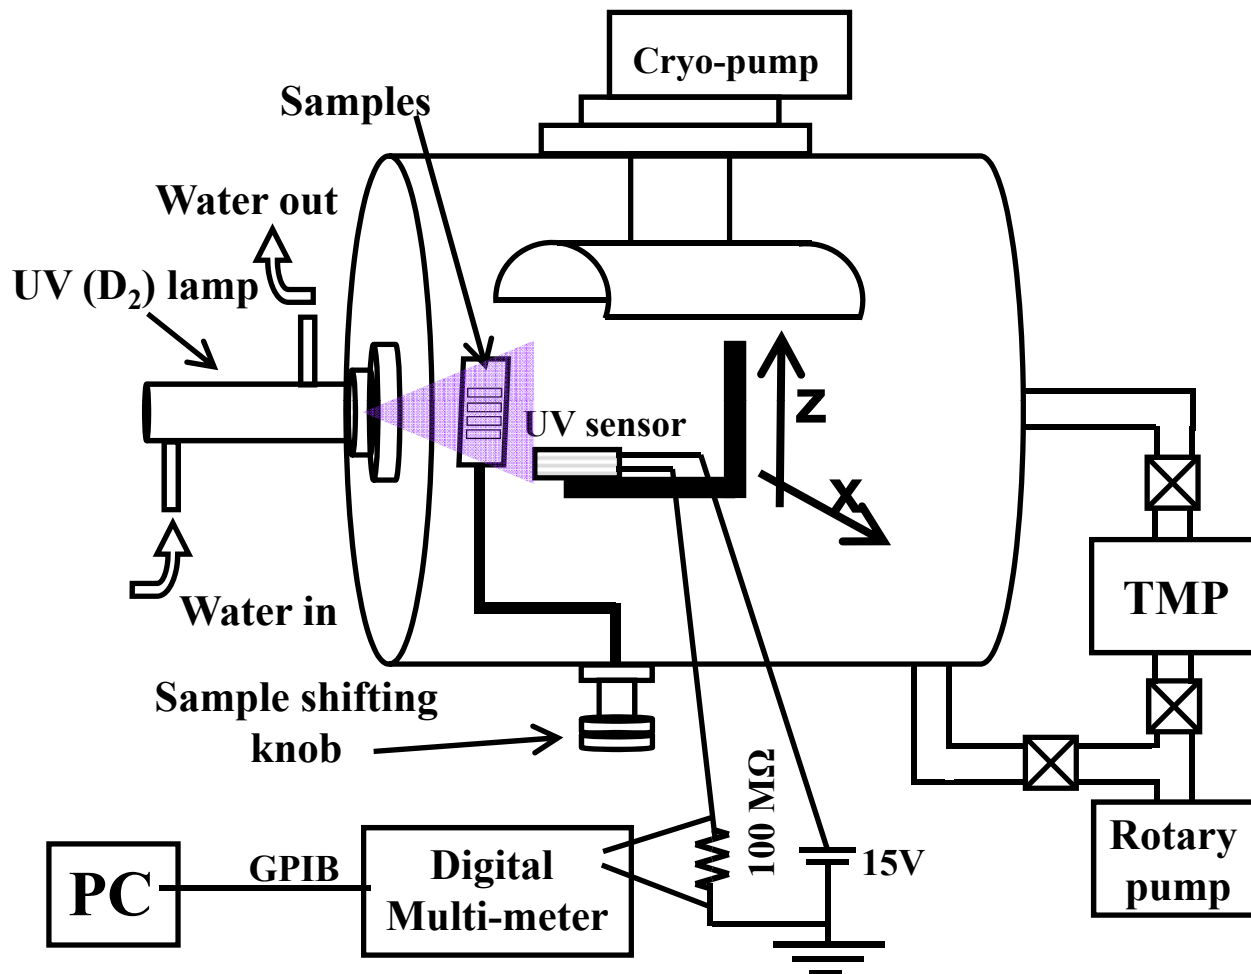 Cryo-pump
Samples
Water out
UV (D₂) lamp
UV sensor
Z
X
Water in
TMP
Sample shifting
knob
100 MΩ
15V
Rotary
pump
PC
GPIB
Digital
Multi-meter